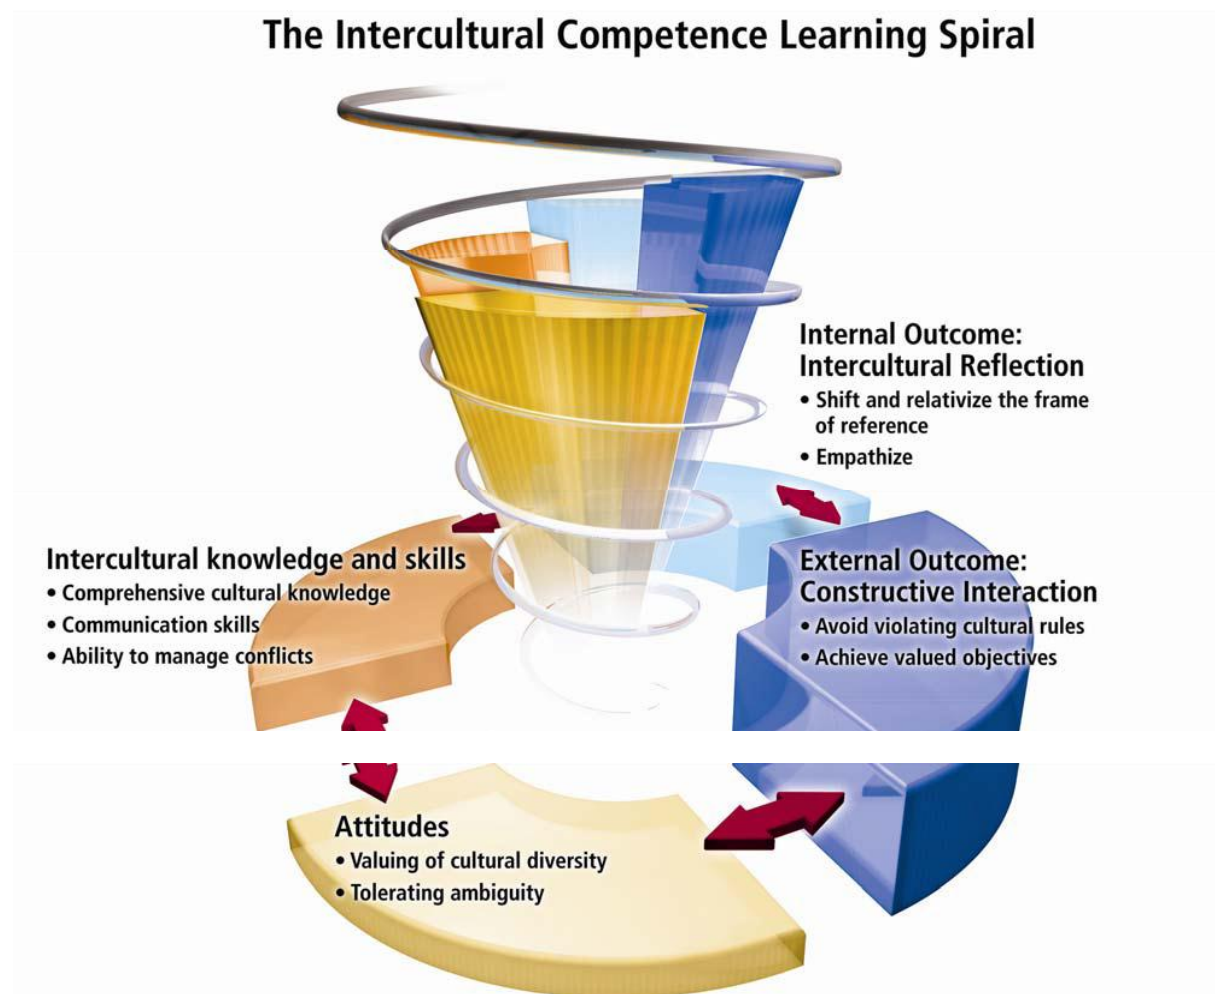 The Intercultural Competence Learning Spiral
Internal Outcome:
Intercultural Reflection
• Shift and relativize the frame
of reference
• Empathize
Intercultural knowledge and skills
• Comprehensive cultural knowledge
• Communication skills
• Ability to manage conflicts
External Outcome:
Constructive Interaction
• Avoid violating cultural rules
• Achieve valued objectives
Attitudes
• Valuing of cultural diversity
• Tolerating ambiguity